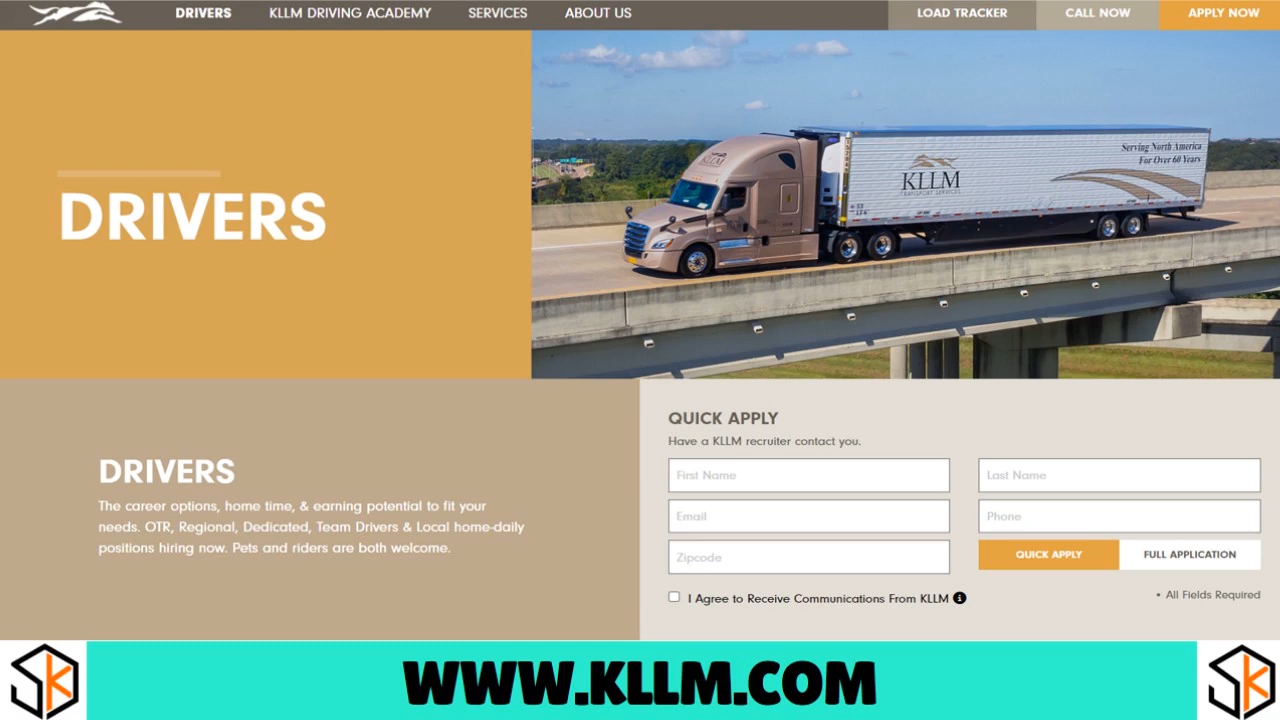 DRIVERS
KLLM DRIVING ACADEMY
SERVICES
ABOUT US
LOAD TRACKER
CALL NOW
APPLY NOW
DRIVERS
KLLM
KLLM
TRANSPORT SERVICES
Serving North America
For Over 60 Years
DRIVERS
The career options, home time, & earning potential to fit your
needs. OTR, Regional, Dedicated, Team Drivers & Local home-daily
positions hiring now. Pets and riders are both welcome.
QUICK APPLY
Have a KLLM recruiter contact you.
First Name
Last Name
Email
Phone
Zipcode
QUICK APPLY
FULL APPLICATION
I Agree to Receive Communications From KLLM
• All Fields Required
SK
WWW.KLLM.COM
SK